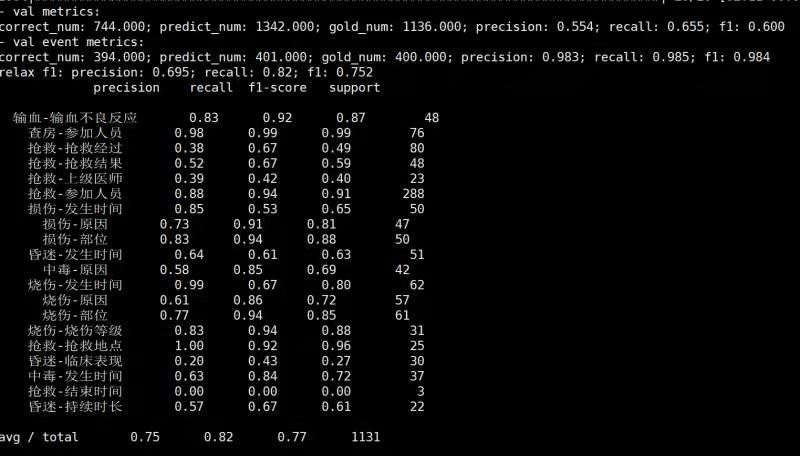 - val metrics:
correct_num: 744.000; predict_num: 1342.000; gold_num: 1136.000; precision: 0.554; recall: 0.655; f1: 0.600
- val event metrics:
correct_num: 394.000; predict_num: 401.000; gold_num: 400.000; precision: 0.983; recall: 0.985; f1: 0.984
relax f1: precision: 0.695; recall: 0.82; f1: 0.752
precision recall f1-score support
输血-输血不良反应 0.83 0.92 0.87 48
查房-参加人员 0.98 0.99 0.99 76
抢救-抢救经过 0.38 0.67 0.49 80
抢救-抢救结果 0.52 0.67 0.59 48
抢救-上级医师 0.39 0.42 0.40 23
抢救-参加人员 0.88 0.94 0.91 288
损伤-发生时间 0.85 0.53 0.65 50
损伤-原因 0.73 0.91 0.81 47
损伤-部位 0.83 0.94 0.88 50
昏迷-发生时间 0.64 0.61 0.63 51
中毒-原因 0.58 0.85 0.69 42
烧伤-发生时间 0.99 0.67 0.80 62
烧伤-原因 0.61 0.86 0.72 57
烧伤-部位 0.77 0.94 0.85 61
烧伤-烧伤等级 0.83 0.94 0.88 31
抢救-抢救地点 1.00 0.92 0.96 25
昏迷-临床表现 0.20 0.43 0.27 30
中毒-发生时间 0.63 0.84 0.72 37
抢救-结束时间 0.00 0.00 0.00 3
昏迷-持续时长 0.57 0.67 0.61 22
avg / total 0.75 0.82 0.77 1131